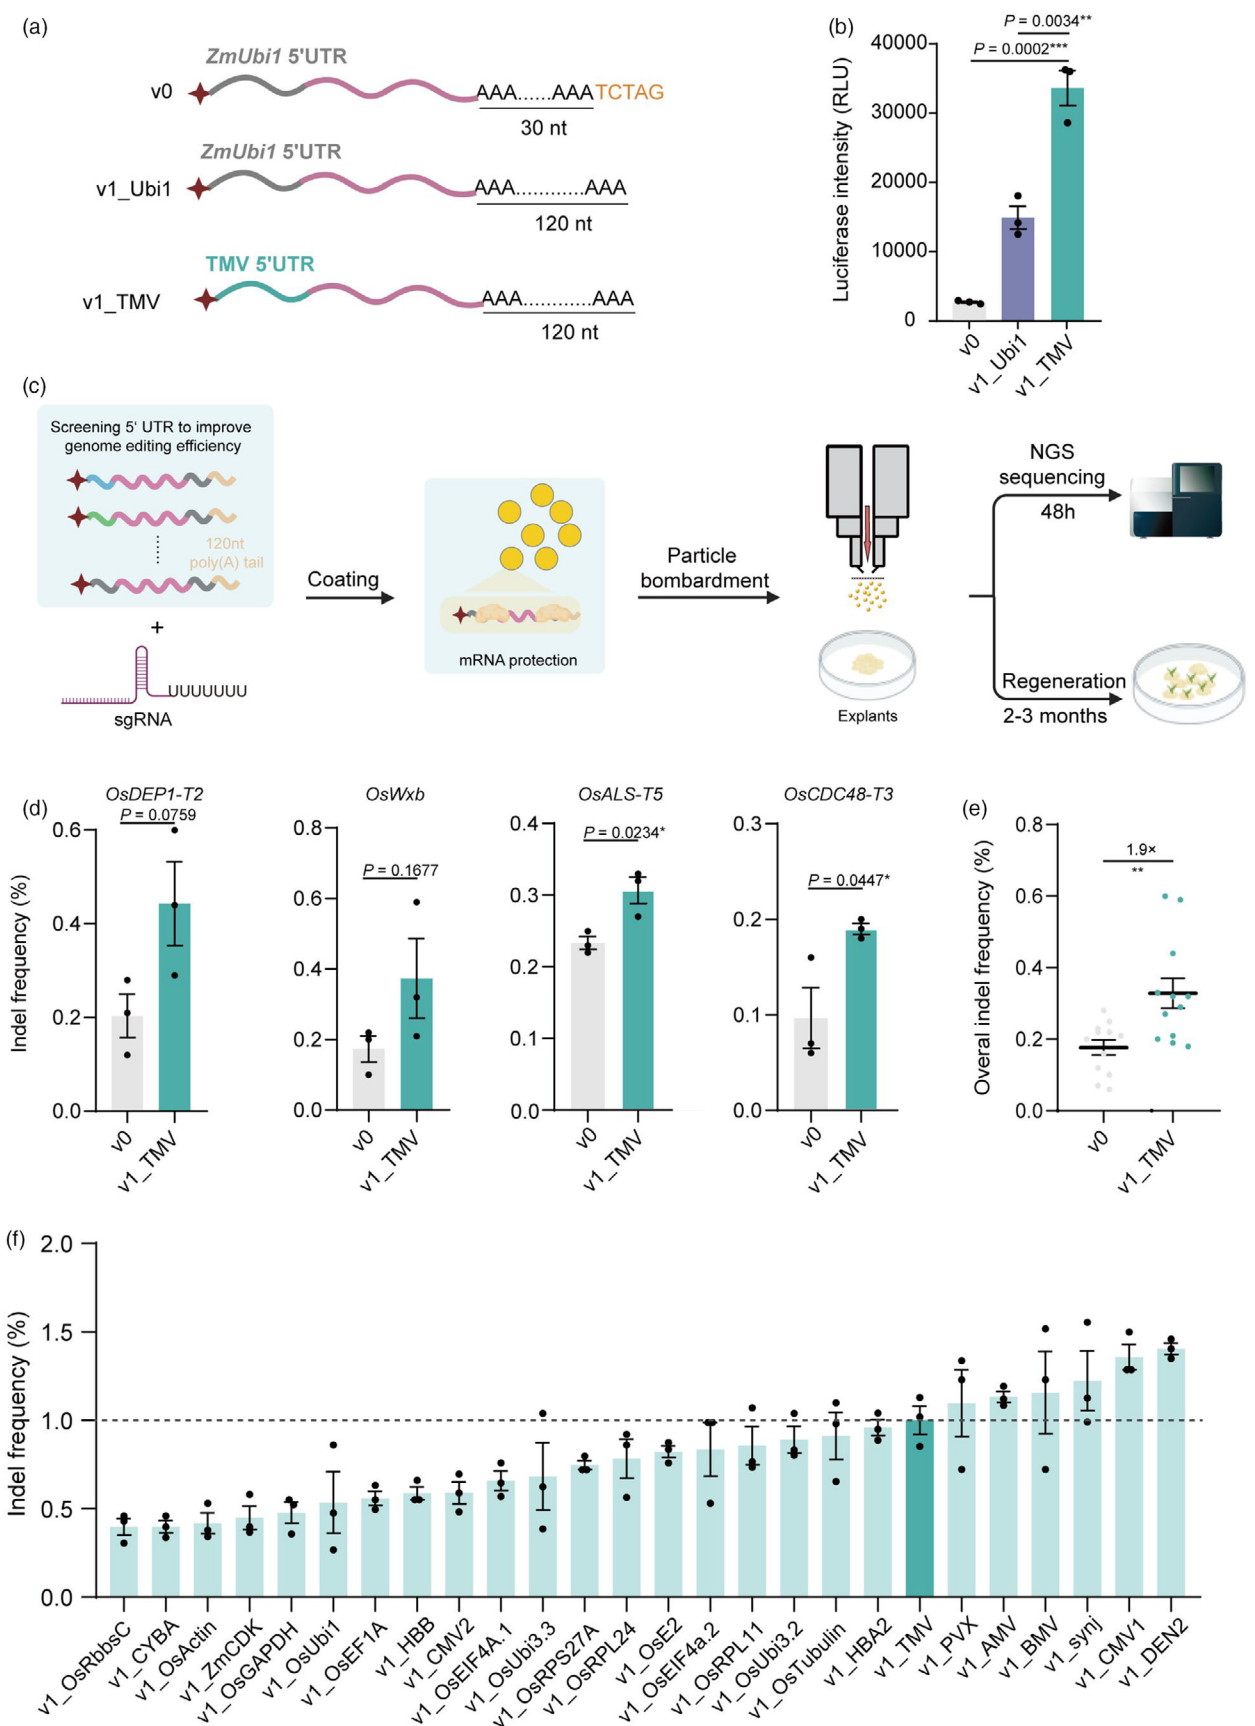 (a)
ZmUbi1 5'UTR
v0
AAA......AAATCTAG
30 nt
ZmUbi1 5'UTR
v1_Ubi1
AAA............AAA
120 nt
TMV 5'UTR
v1_TMV
AAA............AAA
120 nt
(b)
P = 0.0034**
P = 0.0002***
Luciferase intensity (RLU)
40000
30000
20000
10000
0
v0
v1_Ubi1
v1_TMV
(c)
Screening 5' UTR to improve
genome editing efficiency
120nt
poly(A) tail
+
UUUUUUU
sgRNA
Coating
mRNA protection
Particle
bombardment
Explants
NGS
sequencing
48h
Regeneration
2-3 months
(d)
OsDEP1-T2
P = 0.0759
Indel frequency (%)
0.6
0.4
0.2
0.0
v0
v1_TMV
OsWxb
P = 0.1677
0.8
0.6
0.4
0.2
0.0
v0
v1_TMV
OsALS-T5
P = 0.0234*
0.4
0.3
0.2
0.1
0.0
v0
v1_TMV
OsCDC48-T3
P = 0.0447*
0.3
0.2
0.1
0.0
v0
v1_TMV
(e)
Overal indel frequency (%)
0.8
0.6
0.4
0.2
0.0
1.9×
**
v0
v1_TMV
(f)
Indel frequency (%)
2.0
1.5
1.0
0.5
0.0
v1_OsRbbsC
v1_CYBA
v1_OsActin
v1_ZmCDK
v1_OsGAPDH
v1_OsUbi1
v1_OsEF1A
v1_HBB
v1_CMV2
v1_OsEIF4A.1
v1_OsUbi3.3
v1_OsRPS27A
v1_OsRPL24
v1_OsE2
v1_OsEIF4a.2
v1_OsRPL11
v1_OsUbi3.2
v1_OsTubulin
v1_HBA2
v1_TMV
v1_PVX
v1_AMV
v1_BMV
v1_synj
v1_CMV1
v1_DEN2